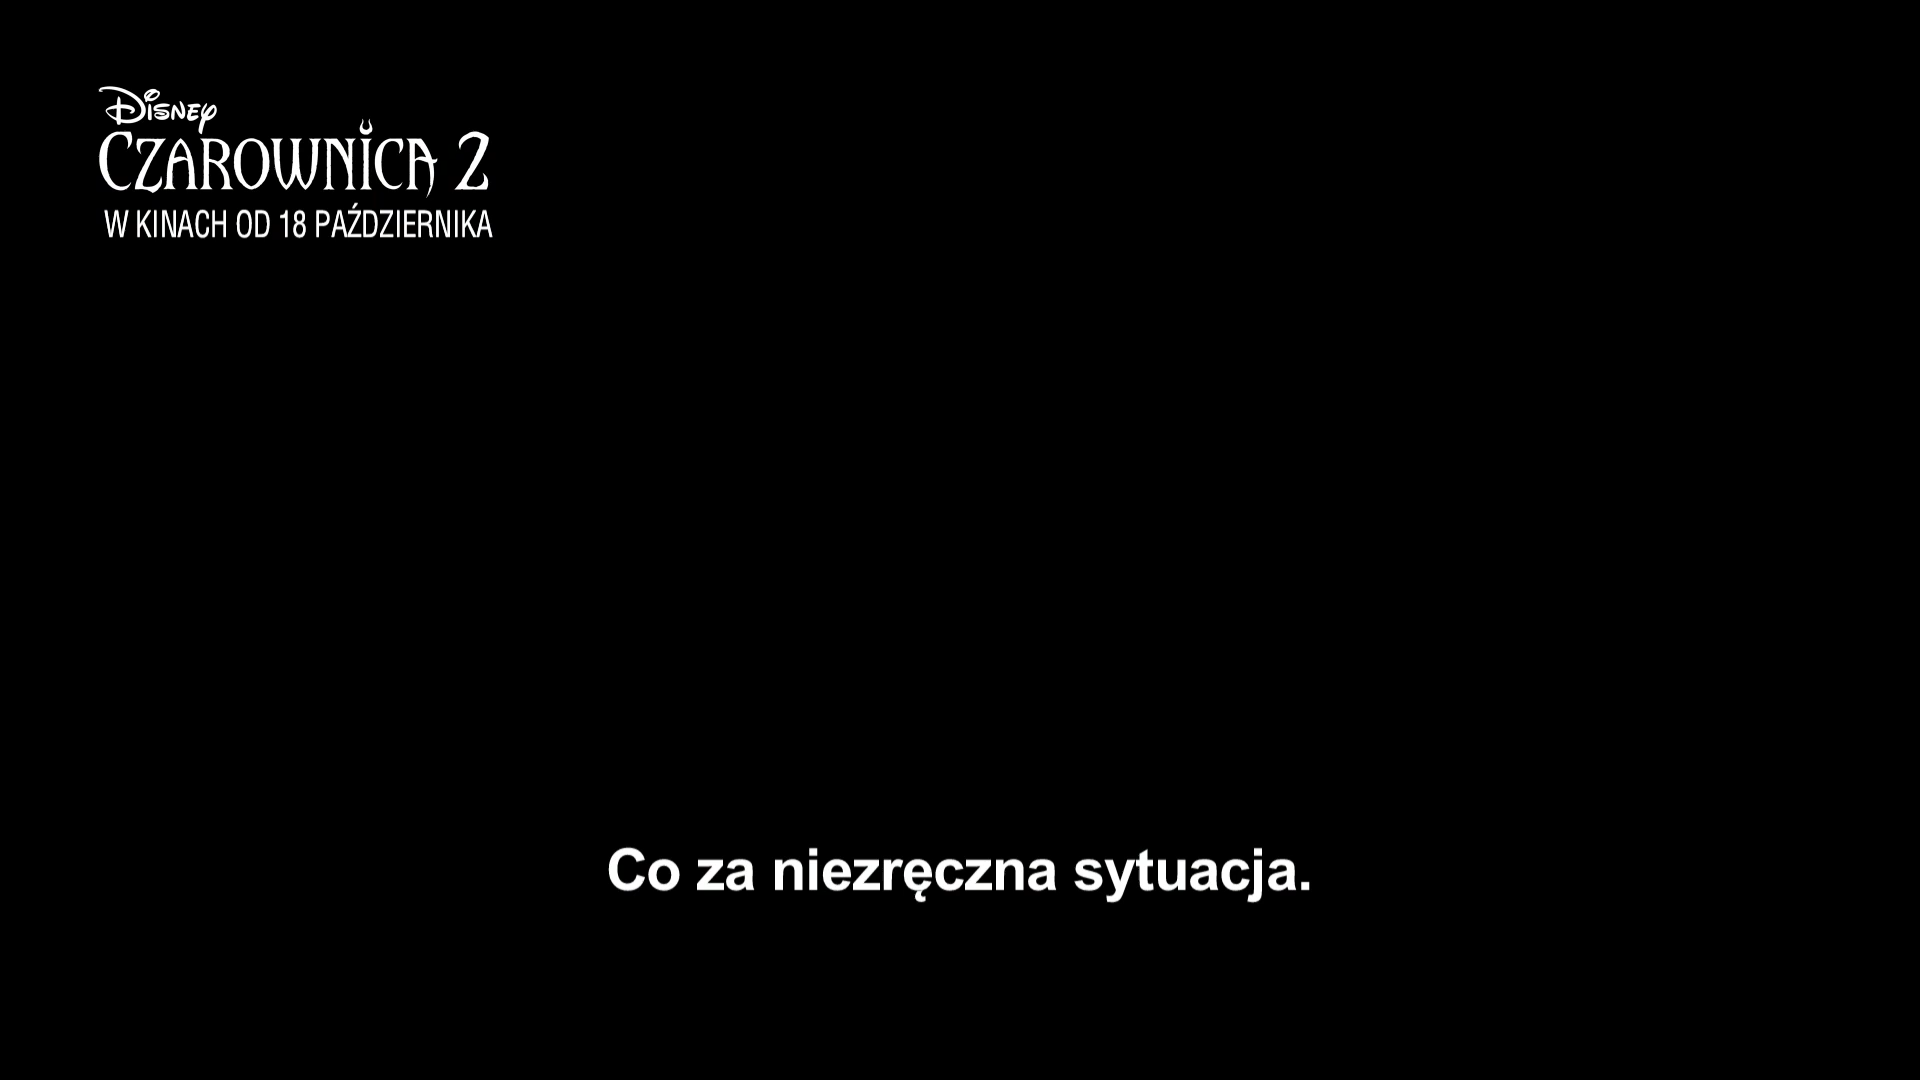 Disney
CZAROWNICA 2
W KINACH OD 18 PAŹDZIERNIKA
Co za niezręczna sytuacja.